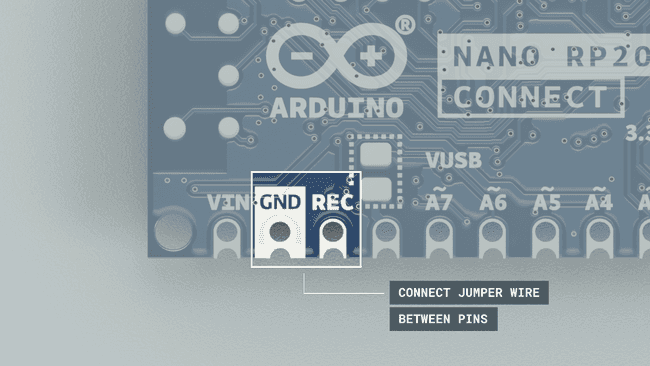 ®
ARDUINO
NANO RP20
CONNECT
3.3
VUSB
VIN GND REC A7 A6 A5 A4 A
CONNECT JUMPER WIRE
BETWEEN PINS